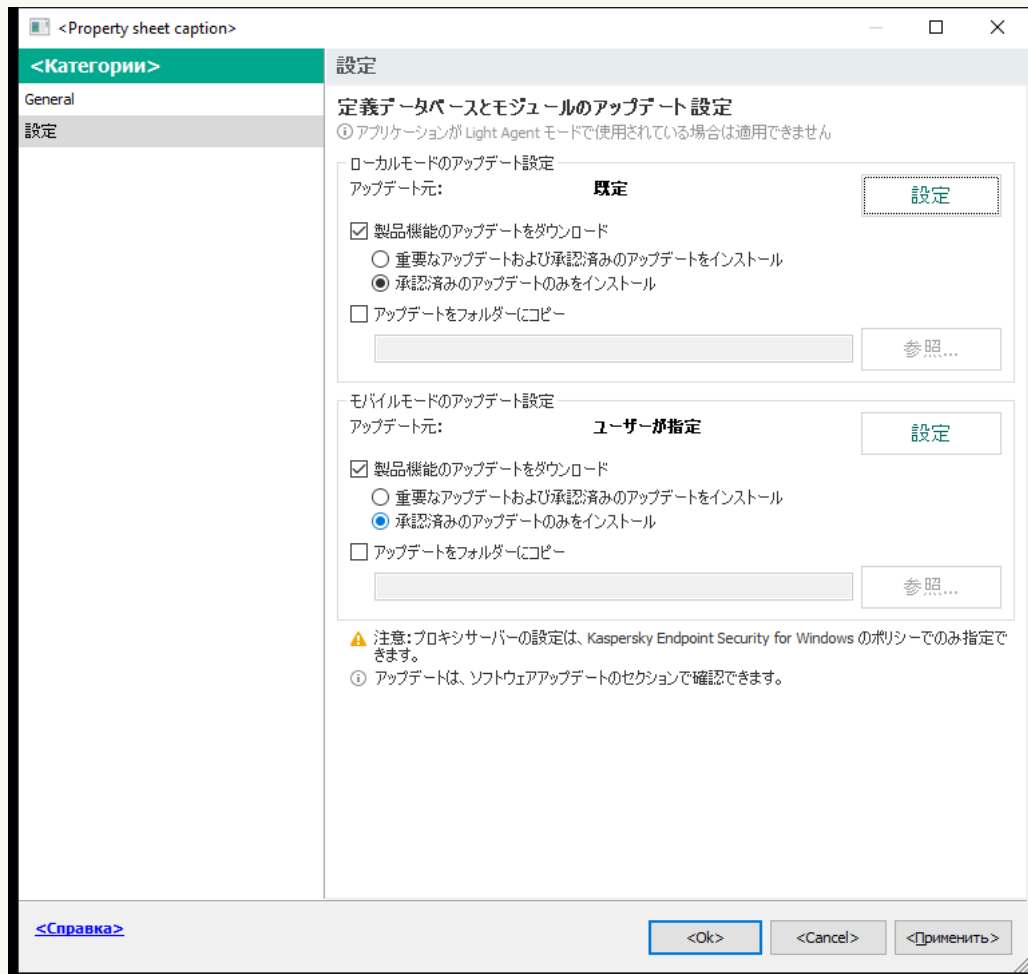 <Property sheet caption>
<Категории>
General
設定
設定
定義データベースとモジュールのアップデート設定
アプリケーションが Light Agent モードで使用されている場合は適用できません
ローカルモードのアップデート設定
アップデート元: 既定
設定
製品機能のアップデートをダウンロード
重要なアップデートおよび承認済みのアップデートをインストール
承認済みのアップデートのみをインストール
アップデートをフォルダーにコピー
参照...
モバイルモードのアップデート設定
アップデート元: ユーザーが指定
設定
製品機能のアップデートをダウンロード
重要なアップデートおよび承認済みのアップデートをインストール
承認済みのアップデートのみをインストール
アップデートをフォルダーにコピー
参照...
注意:プロキシサーバーの設定は、Kaspersky Endpoint Security for Windows のポリシーでのみ指定で
きます。
アップデートは、ソフトウェアアップデートのセクションで確認できます。
<Справка>
<Ok> <Cancel> <Применить>